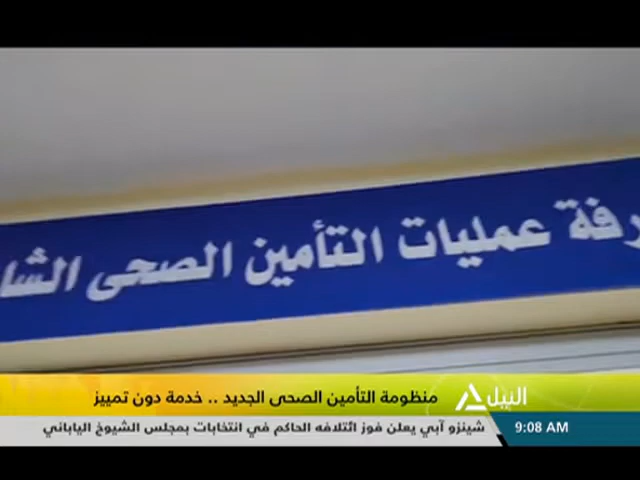 رفة عمليات التأمين الصحى الشا
النيل
منظومة التأمين الصحى الجديد .. خدمة دون تمييز
9:08 AM
شينزو آبي يعلن فوز ائتلافه الحاكم في انتخابات بمجلس الشيوخ الياباني